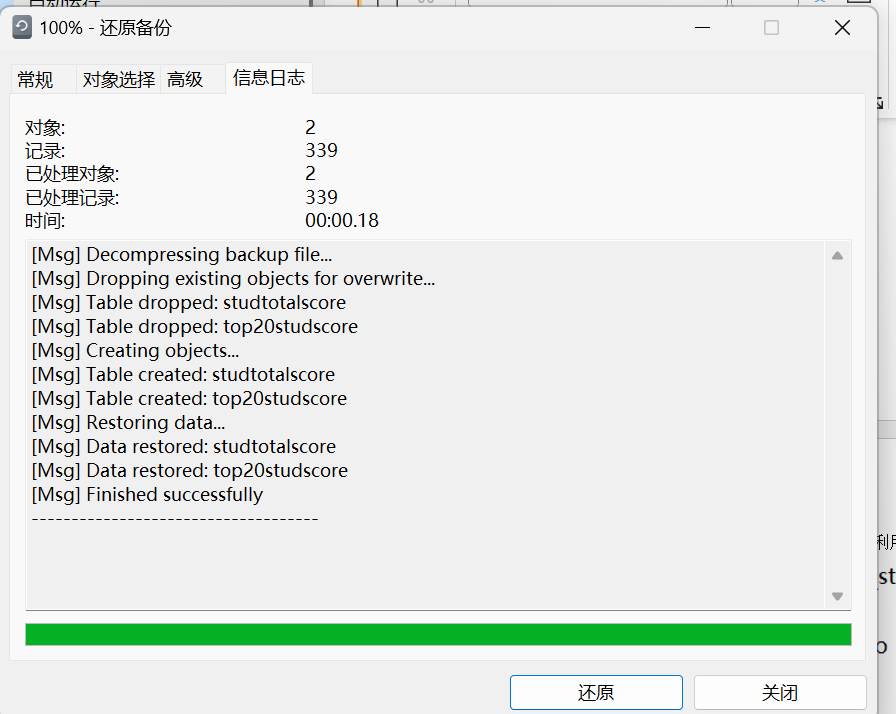 100% - 还原备份
常规 对象选择 高级 信息日志
对象: 2
记录: 339
已处理对象: 2
已处理记录: 339
时间: 00:00.18
[Msg] Decompressing backup file...
[Msg] Dropping existing objects for overwrite...
[Msg] Table dropped: studtotalscore
[Msg] Table dropped: top20studscore
[Msg] Creating objects...
[Msg] Table created: studtotalscore
[Msg] Table created: top20studscore
[Msg] Restoring data...
[Msg] Data restored: studtotalscore
[Msg] Data restored: top20studscore
[Msg] Finished successfully
------------------------------------
利用
st
o
还原 关闭